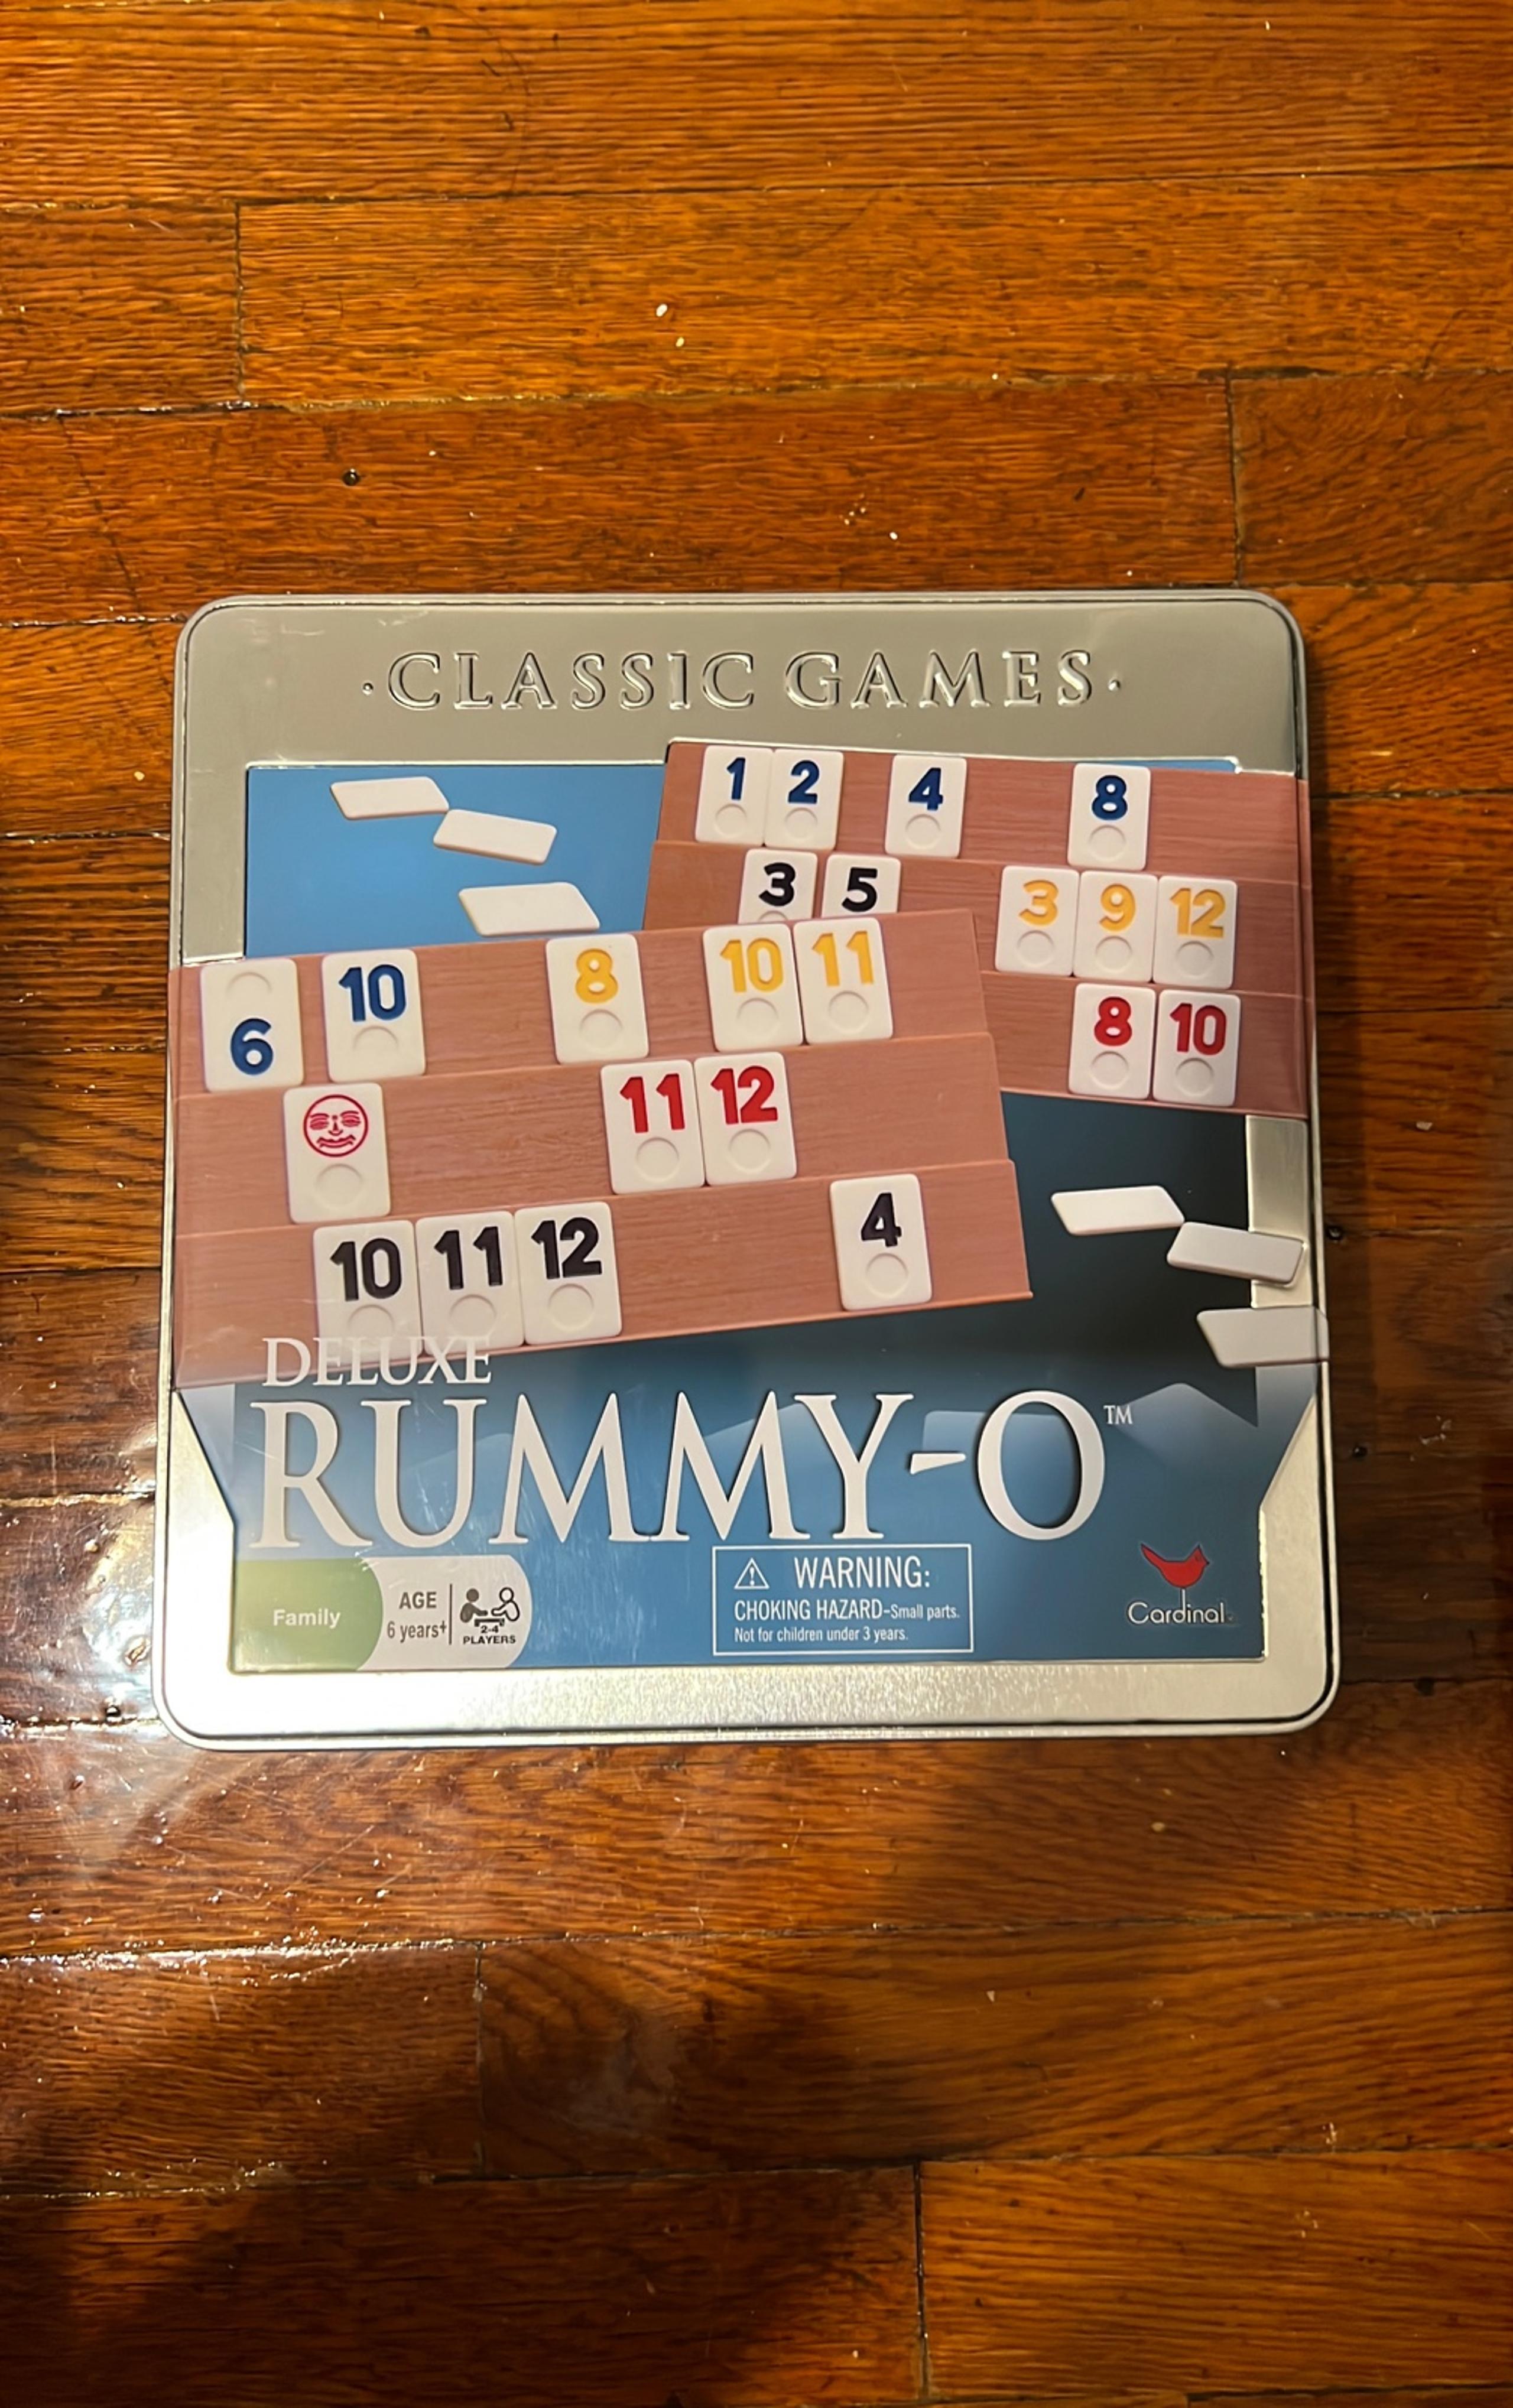 ·CLASSIC GAMES·
1 2 4 8
3 5 3 9 12
8 10
6 10 8 10 11
11 12
10 11 12 4
DELUXE
RUMMY-O™
Family
AGE
6 years+
2-4
PLAYERS
WARNING:
CHOKING HAZARD-Small parts.
Not for children under 3 years.
Cardinal